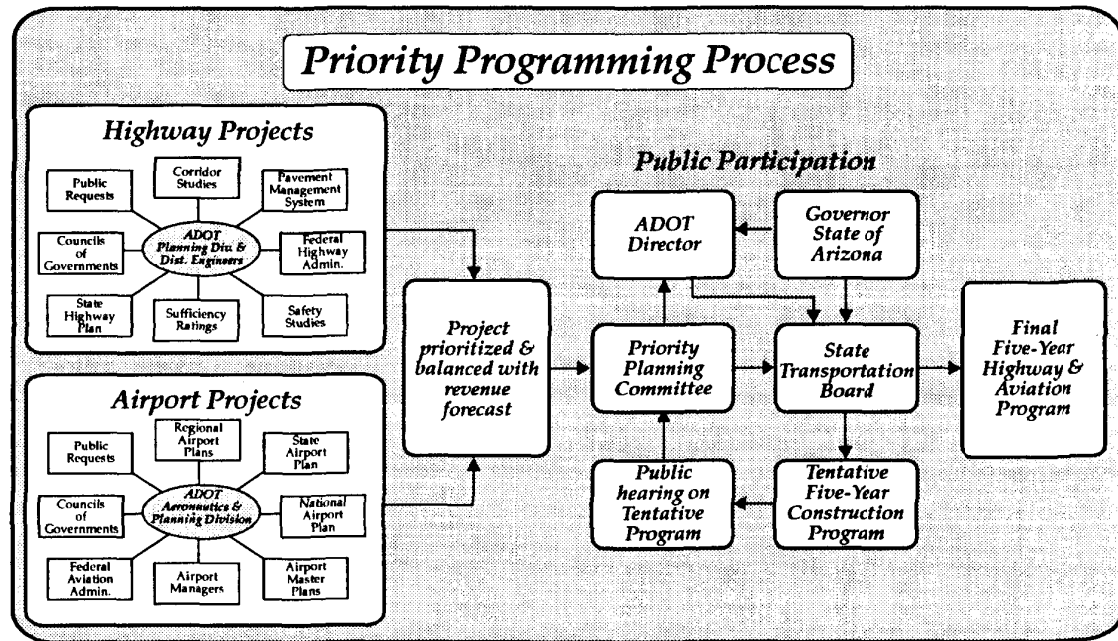 Priority Programming Process
Highway Projects
Public
Requests
Corridor
Studies
Pavement
Management
System
Councils
of
Governments
ADOT
Planning Div. &
Dist. Engineers
Federal
Highway
Admin.
State
Highway
Plan
Sufficiency
Ratings
Safety
Studies
Airport Projects
Public
Requests
Regional
Airport
Plans
State
Airport
Plan
Councils
of
Governments
ADOT
Aeronautics &
Planning Division
National
Airport
Plan
Federal
Aviation
Admin.
Airport
Managers
Airport
Master
Plans
Project
prioritized &
balanced with
revenue
forecast
Public Participation
ADOT
Director
Governor
State of
Arizona
Priority
Planning
Committee
State
Transportation
Board
Public
hearing on
Tentative
Program
Tentative
Five-Year
Construction
Program
Final
Five-Year
Highway &
Aviation
Program